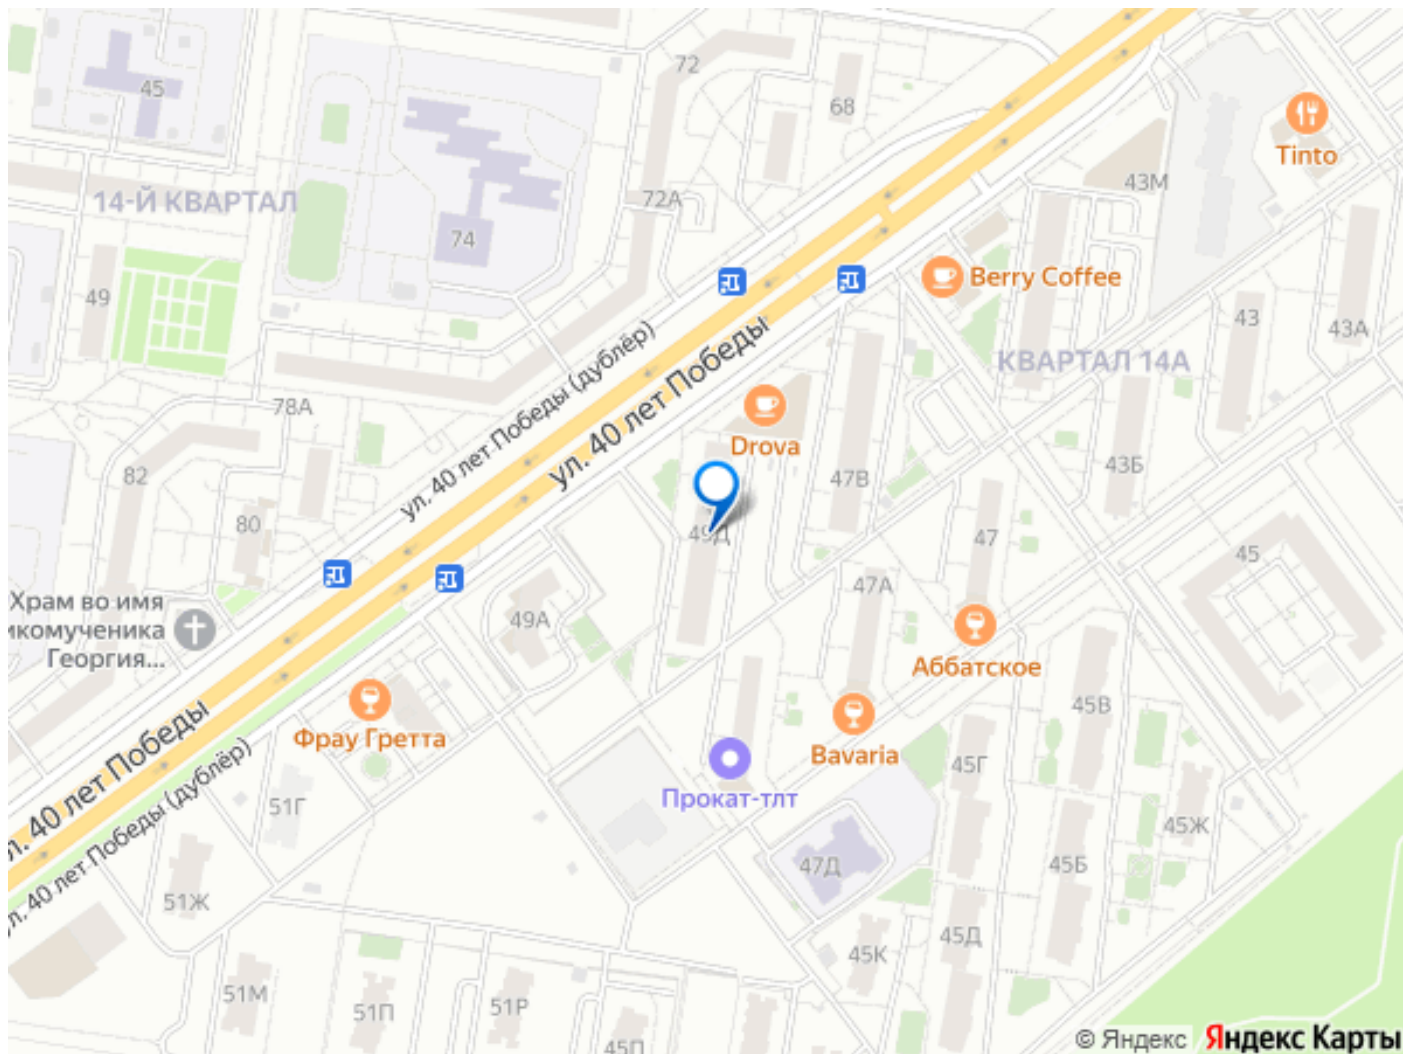 72
45
68
Tinto
43М
14-Й КВАРТАЛ
72А
74
Berry Coffee
49
43
43А
ул. 40 лет Победы (дублёр)
ул. 40 лет Победы
КВАРТАЛ 14А
78А
Drova
82
47В
43Б
80
49Д
47
45
Храм во имя
икомученика
Георгия...
49А
47А
Аббатское
45В
Фрау Гретта
Bavaria
ул. 40 лет Победы
45Г
Прокат-тлт
51Г
ул. 40 лет Победы (дублёр)
45Ж
47Д
45Б
51Ж
45Д
45К
51М
51П
51Р
45П
© Яндекс Яндекс Карты